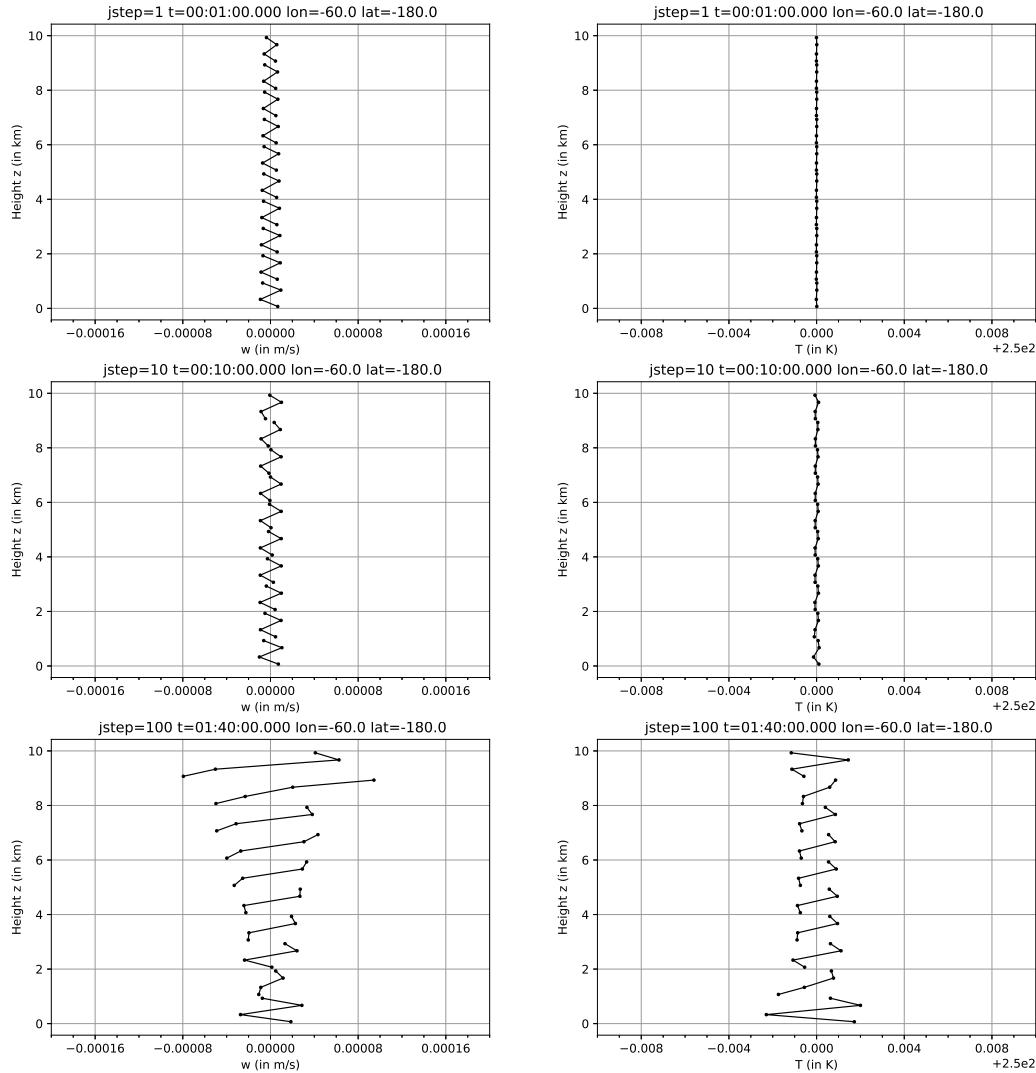 jstep=1 t=00:01:00.000 lon=-60.0 lat=-180.0
10
8
6
4
2
0
Height z (in km)
−0.00016 −0.00008 0.00000 0.00008 0.00016
w (in m/s)
jstep=1 t=00:01:00.000 lon=-60.0 lat=-180.0
10
8
6
4
2
0
Height z (in km)
−0.008 −0.004 0.000 0.004 0.008
T (in K)
+2.5e2
jstep=10 t=00:10:00.000 lon=-60.0 lat=-180.0
10
8
6
4
2
0
Height z (in km)
−0.00016 −0.00008 0.00000 0.00008 0.00016
w (in m/s)
jstep=10 t=00:10:00.000 lon=-60.0 lat=-180.0
10
8
6
4
2
0
Height z (in km)
−0.008 −0.004 0.000 0.004 0.008
T (in K)
+2.5e2
jstep=100 t=01:40:00.000 lon=-60.0 lat=-180.0
10
8
6
4
2
0
Height z (in km)
−0.00016 −0.00008 0.00000 0.00008 0.00016
w (in m/s)
jstep=100 t=01:40:00.000 lon=-60.0 lat=-180.0
10
8
6
4
2
0
Height z (in km)
−0.008 −0.004 0.000 0.004 0.008
T (in K)
+2.5e2